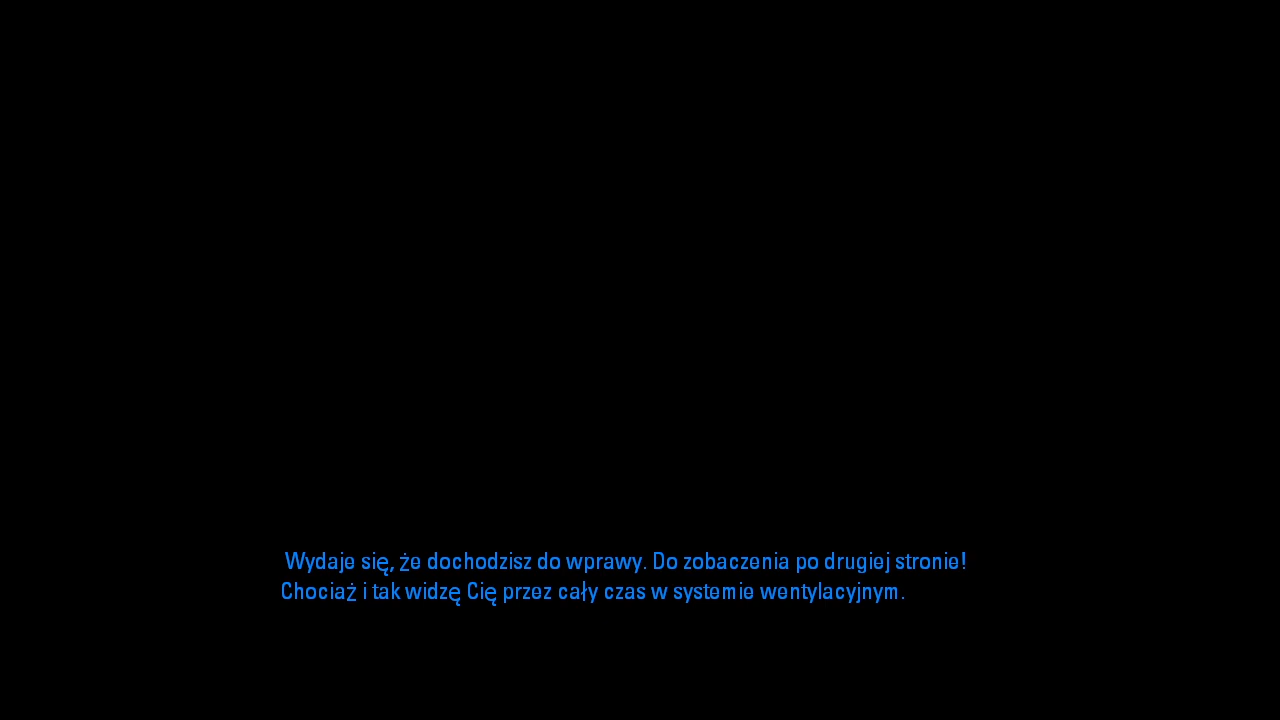 Wydaje się, że dochodzisz do wprawy. Do zobaczenia po drugiej stronie!
Chociaż i tak widzę Cię przez cały czas w systemie wentylacyjnym.